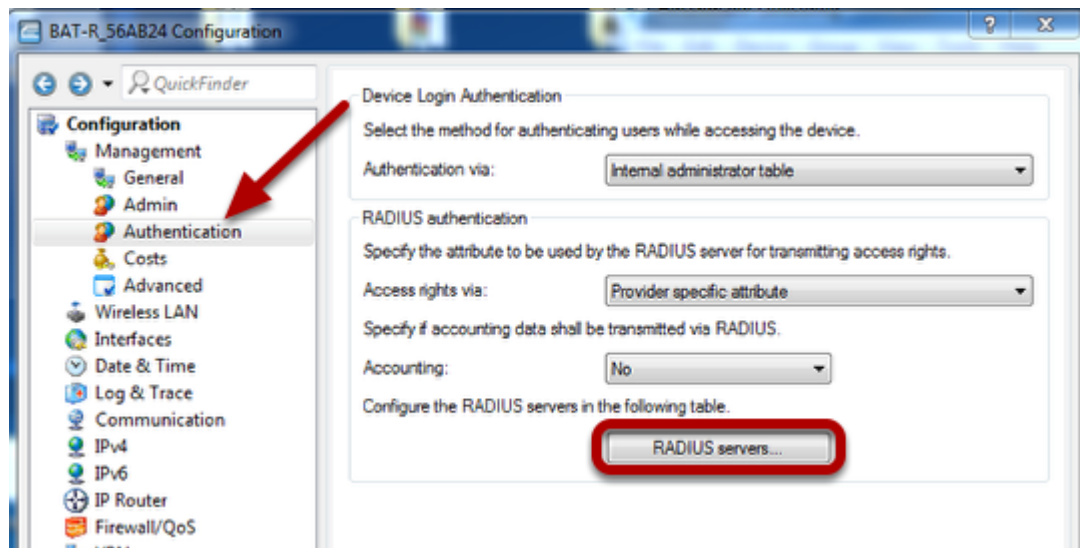 BAT-R_56AB24 Configuration
QuickFinder
Configuration
Management
General
Admin
Authentication
Costs
Advanced
Wireless LAN
Interfaces
Date & Time
Log & Trace
Communication
IPv4
IPv6
IP Router
Firewall/QoS
Device Login Authentication
Select the method for authenticating users while accessing the device.
Authentication via: Internal administrator table
RADIUS authentication
Specify the attribute to be used by the RADIUS server for transmitting access rights.
Access rights via: Provider specific attribute
Specify if accounting data shall be transmitted via RADIUS.
Accounting: No
Configure the RADIUS servers in the following table.
RADIUS servers...